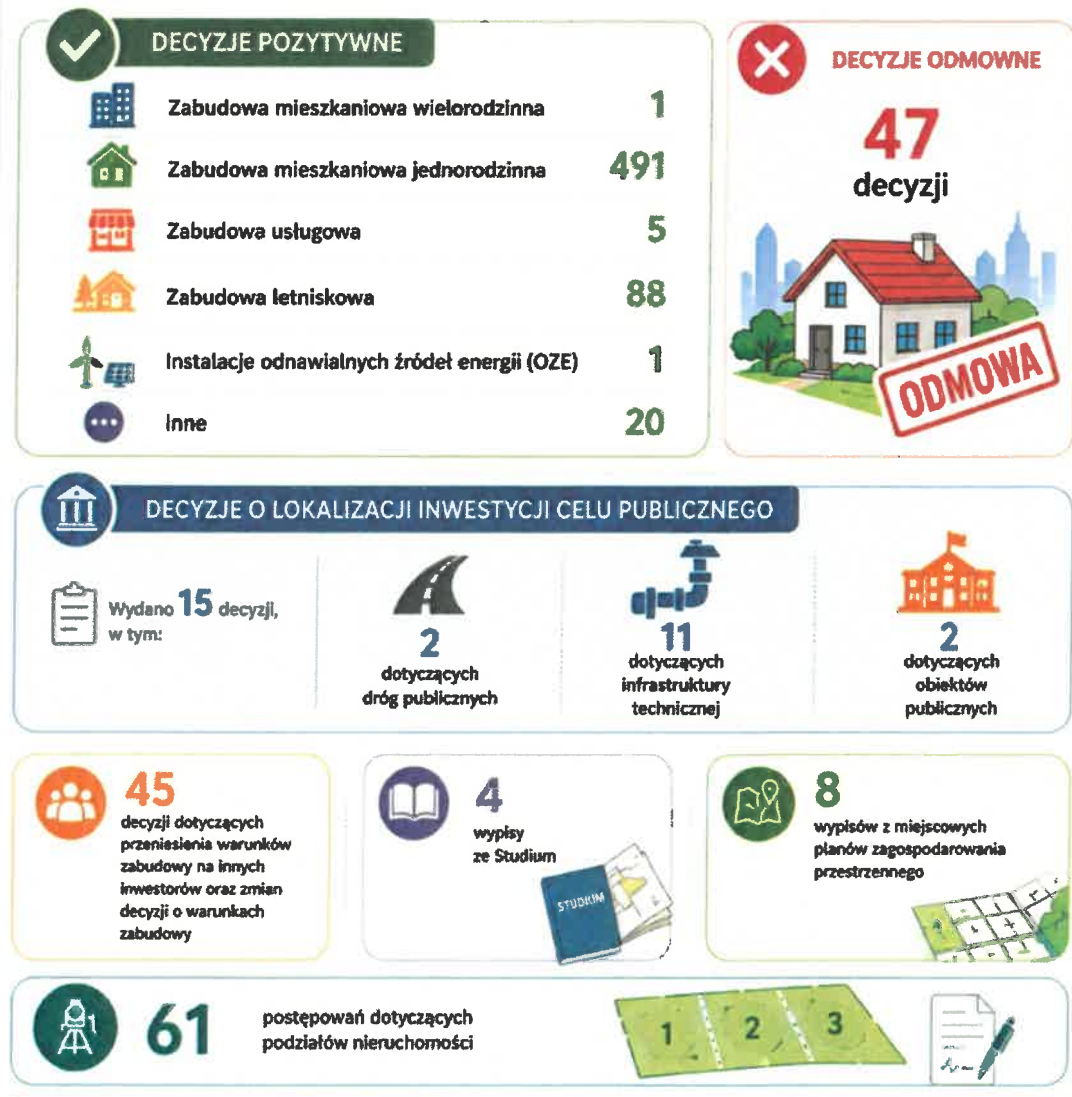 DECYZJE POZYTYWNE
Zabudowa mieszkaniowa wielorodzinna 1
Zabudowa mieszkaniowa jednorodzinna 491
Zabudowa usługowa 5
Zabudowa letniskowa 88
Instalacje odnawialnych źródeł energii (OZE) 1
Inne 20
DECYZJE ODMOWNE
47
decyzji
ODMOWA
DECYZJE O LOKALIZACJI INWESTYCJI CELU PUBLICZNEGO
Wydano 15 decyzji,
w tym:
2
dotyczących
dróg publicznych
11
dotyczących
infrastruktury
technicznej
2
dotyczących
obiektów
publicznych
45
decyzji dotyczących
przeniesienia warunków
zabudowy na innych
inwestorów oraz zmian
decyzji o warunkach
zabudowy
4
wypisy
ze Studium
STUDIUM
8
wypisów z miejscowych
planów zagospodarowania
przestrzennego
61
postępowań dotyczących
podziałów nieruchomości
1 2 3